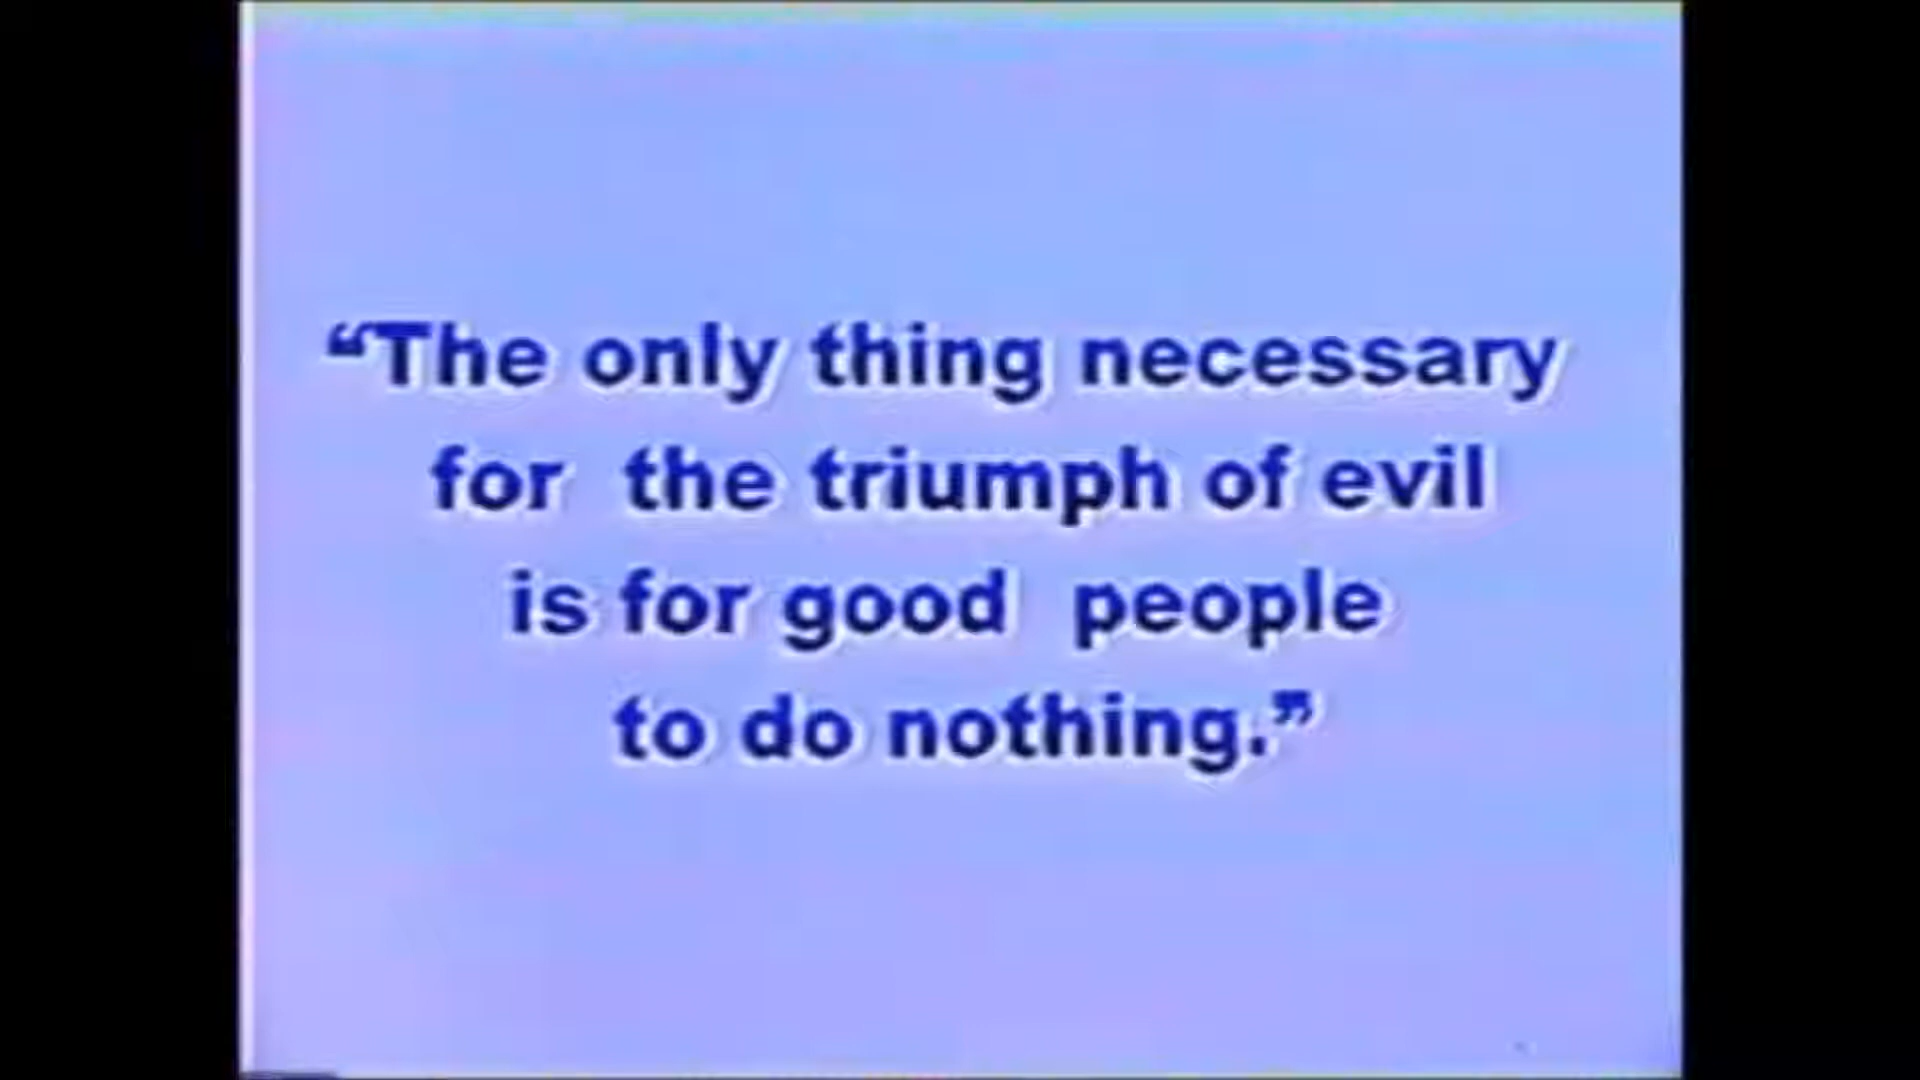 “The only thing necessary
for the triumph of evil
is for good people
to do nothing.”